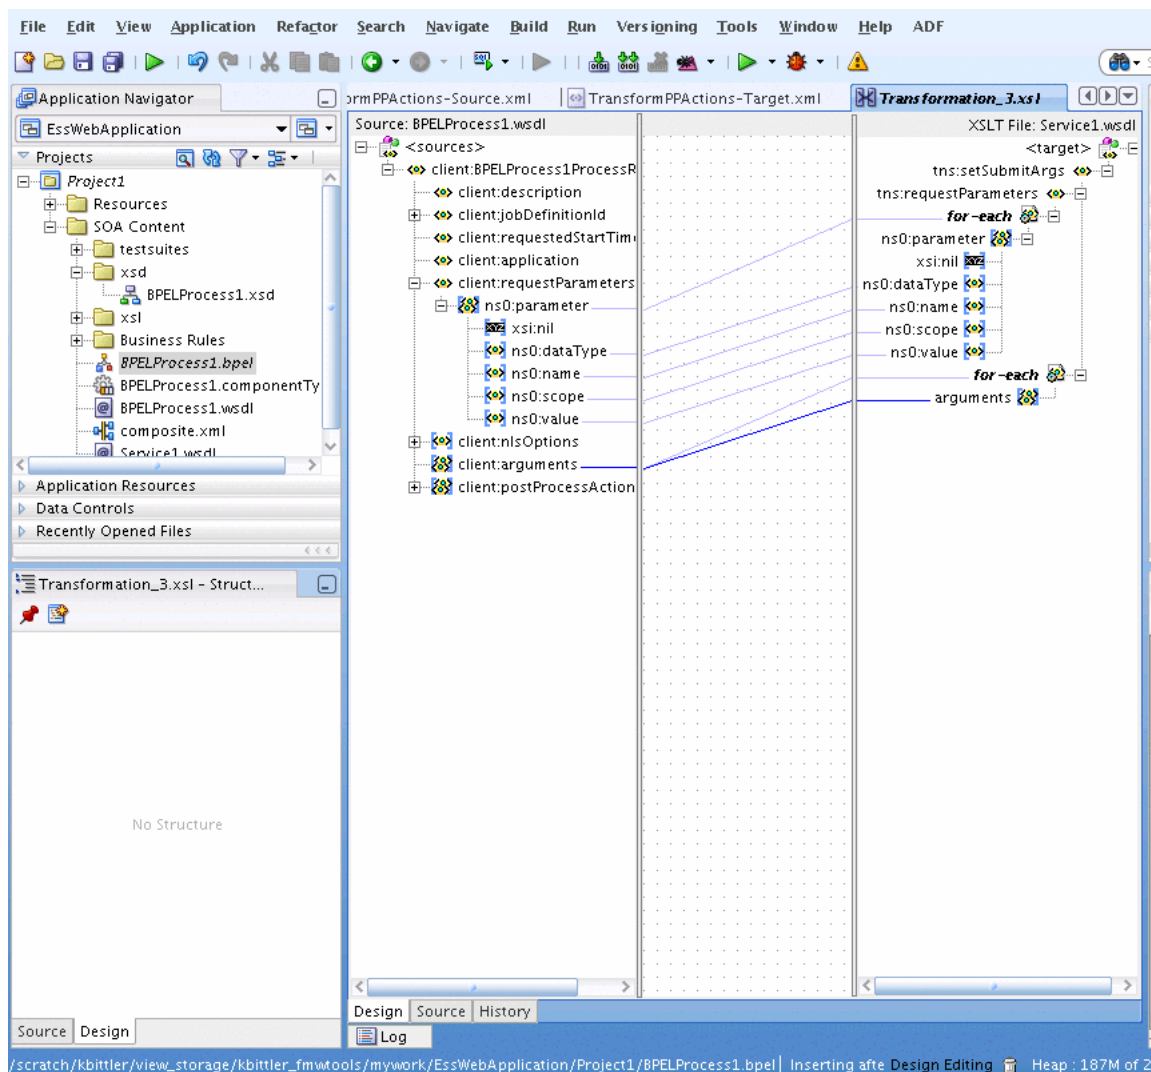 File Edit View Application Refactor Search Navigate Build Run Versioning Tools Window Help ADF
Application Navigator
EssWebApplication
Projects
Project1
Resources
SOA Content
testsuites
xsd
BPELProcess1.xsd
xsl
Business Rules
BPELProcess1.bpel
BPELProcess1.componentTy
BPELProcess1.wsdl
composite.xml
Service1.wsdl
Application Resources
Data Controls
Recently Opened Files
Transformation_3.xsl - Struct...
No Structure
Source Design
ormPPActions-Source.xml TransformPPActions-Target.xml Transformation_3.xsl
Source: BPELProcess1.wsdl
<sources>
client:BPELProcess1ProcessR
client:description
client:jobDefinitionId
client:requestedStartTim
client:application
client:requestParameters
ns0:parameter
xsi:nil
ns0:dataType
ns0:name
ns0:scope
ns0:value
client:nlsOptions
client:arguments
client:postProcessAction
XSLT File: Service1.wsdl
<target>
tns:setSubmitArgs
tns:requestParameters
for-each
ns0:parameter
xsi:nil
ns0:dataType
ns0:name
ns0:scope
ns0:value
for-each
arguments
Design Source History
Log
/scratch/kbittler/view_storage/kbittler_fmwtools/mywork/EssWebApplication/Project1/BPELProcess1.bpel Inserting afte Design Editing Heap : 187M of 2